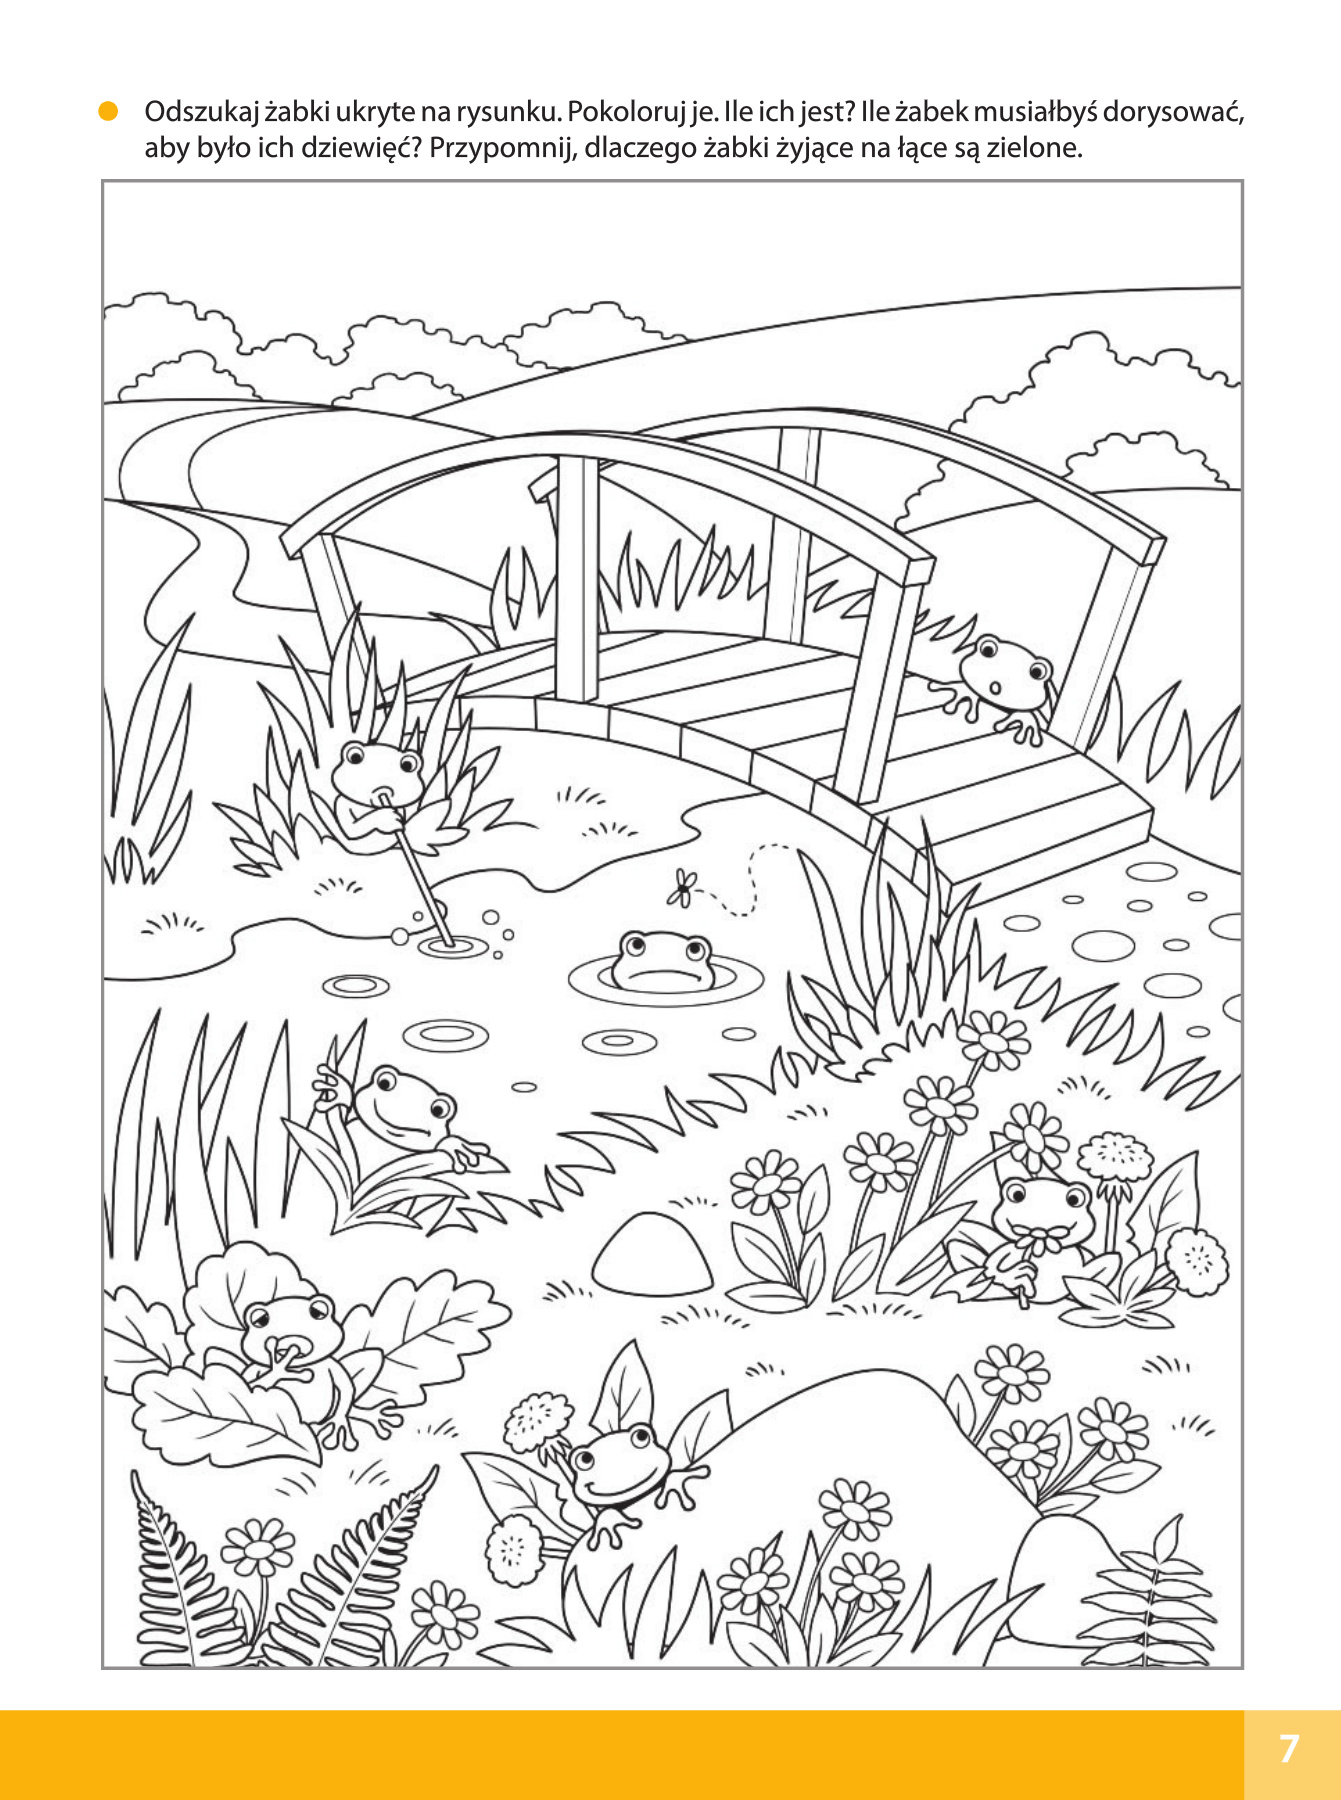 Odszukaj żabki ukryte na rysunku. Pokoloruj je. Ile ich jest? Ile żabek musiałbyś dorysować,
aby było ich dziewięć? Przypomnij, dlaczego żabki żyjące na łące są zielone.
7